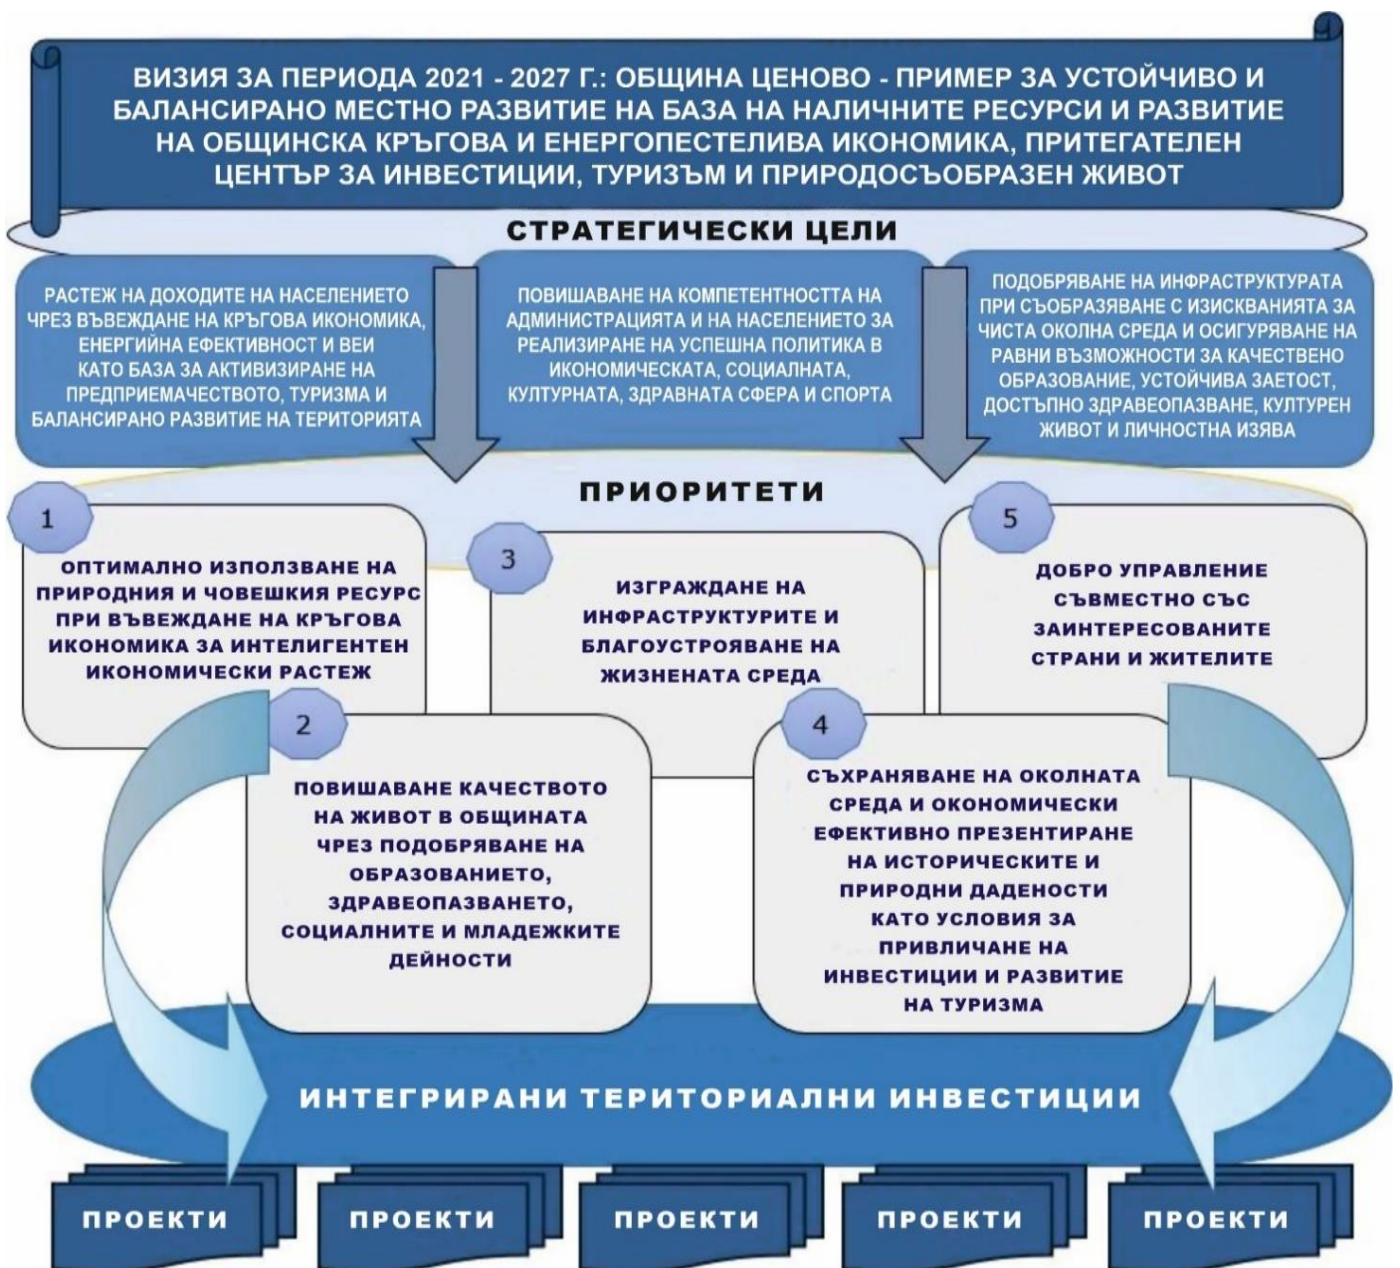 ВИЗИЯ ЗА ПЕРИОДА 2021 - 2027 Г.: ОБЩИНА ЦЕНОВО - ПРИМЕР ЗА УСТОЙЧИВО И
БАЛАНСИРАНО МЕСТНО РАЗВИТИЕ НА БАЗА НА НАЛИЧНИТЕ РЕСУРСИ И РАЗВИТИЕ
НА ОБЩИНСКА КРЪГОВА И ЕНЕРГОПЕСТЕЛИВА ИКОНОМИКА, ПРИТЕГАТЕЛЕН
ЦЕНТЪР ЗА ИНВЕСТИЦИИ, ТУРИЗЪМ И ПРИРОДОСЪОБРАЗЕН ЖИВОТ
СТРАТЕГИЧЕСКИ ЦЕЛИ
РАСТЕЖ НА ДОХОДИТЕ НА НАСЕЛЕНИЕТО
ЧРЕЗ ВЪВЕЖДАНЕ НА КРЪГОВА ИКОНОМИКА,
ЕНЕРГИЙНА ЕФЕКТИВНОСТ И ВЕИ
КАТО БАЗА ЗА АКТИВИЗИРАНЕ НА
ПРЕДПРИЕМАЧЕСТВОТО, ТУРИЗМА И
БАЛАНСИРАНО РАЗВИТИЕ НА ТЕРИТОРИЯТА
ПОВИШАВАНЕ НА КОМПЕТЕНТНОСТТА НА
АДМИНИСТРАЦИЯТА И НА НАСЕЛЕНИЕТО ЗА
РЕАЛИЗИРАНЕ НА УСПЕШНА ПОЛИТИКА В
ИКОНОМИЧЕСКАТА, СОЦИАЛНАТА,
КУЛТУРНАТА, ЗДРАВНАТА СФЕРА И СПОРТА
ПОДОБРЯВАНЕ НА ИНФРАСТРУКТУРАТА
ПРИ СЪОБРАЗЯВАНЕ С ИЗИСКВАНИЯТА ЗА
ЧИСТА ОКОЛНА СРЕДА И ОСИГУРЯВАНЕ НА
РАВНИ ВЪЗМОЖНОСТИ ЗА КАЧЕСТВЕНО
ОБРАЗОВАНИЕ, УСТОЙЧИВА ЗАЕТОСТ,
ДОСТЪПНО ЗДРАВЕОПАЗВАНЕ, КУЛТУРЕН
ЖИВОТ И ЛИЧНОСТНА ИЗЯВА
ПРИОРИТЕТИ
1
ОПТИМАЛНО ИЗПОЛЗВАНЕ НА
ПРИРОДНИЯ И ЧОВЕШКИЯ РЕСУРС
ПРИ ВЪВЕЖДАНЕ НА КРЪГОВА
ИКОНОМИКА ЗА ИНТЕЛИГЕНТЕН
ИКОНОМИЧЕСКИ РАСТЕЖ
2
ПОВИШАВАНЕ КАЧЕСТВОТО
НА ЖИВОТ В ОБЩИНАТА
ЧРЕЗ ПОДОБРЯВАНЕ НА
ОБРАЗОВАНИЕТО,
ЗДРАВЕОПАЗВАНЕТО,
СОЦИАЛНИТЕ И МЛАДЕЖКИТЕ
ДЕЙНОСТИ
3
ИЗГРАЖДАНЕ НА
ИНФРАСТРУКТУРИТЕ И
БЛАГОУСТРОЯВАНЕ НА
ЖИЗНЕНАТА СРЕДА
4
СЪХРАНЯВАНЕ НА ОКОЛНАТА
СРЕДА И ОКОНОМИЧЕСКИ
ЕФЕКТИВНО ПРЕЗЕНТИРАНЕ
НА ИСТОРИЧЕСКИТЕ И
ПРИРОДНИ ДАДЕНОСТИ
КАТО УСЛОВИЯ ЗА
ПРИВЛИЧАНЕ НА
ИНВЕСТИЦИИ И РАЗВИТИЕ
НА ТУРИЗМА
5
ДОБРО УПРАВЛЕНИЕ
СЪВМЕСТНО СЪС
ЗАИНТЕРЕСОВАНИТЕ
СТРАНИ И ЖИТЕЛИТЕ
ИНТЕГРИРАНИ ТЕРИТОРИАЛНИ ИНВЕСТИЦИИ
ПРОЕКТИ
ПРОЕКТИ
ПРОЕКТИ
ПРОЕКТИ
ПРОЕКТИ